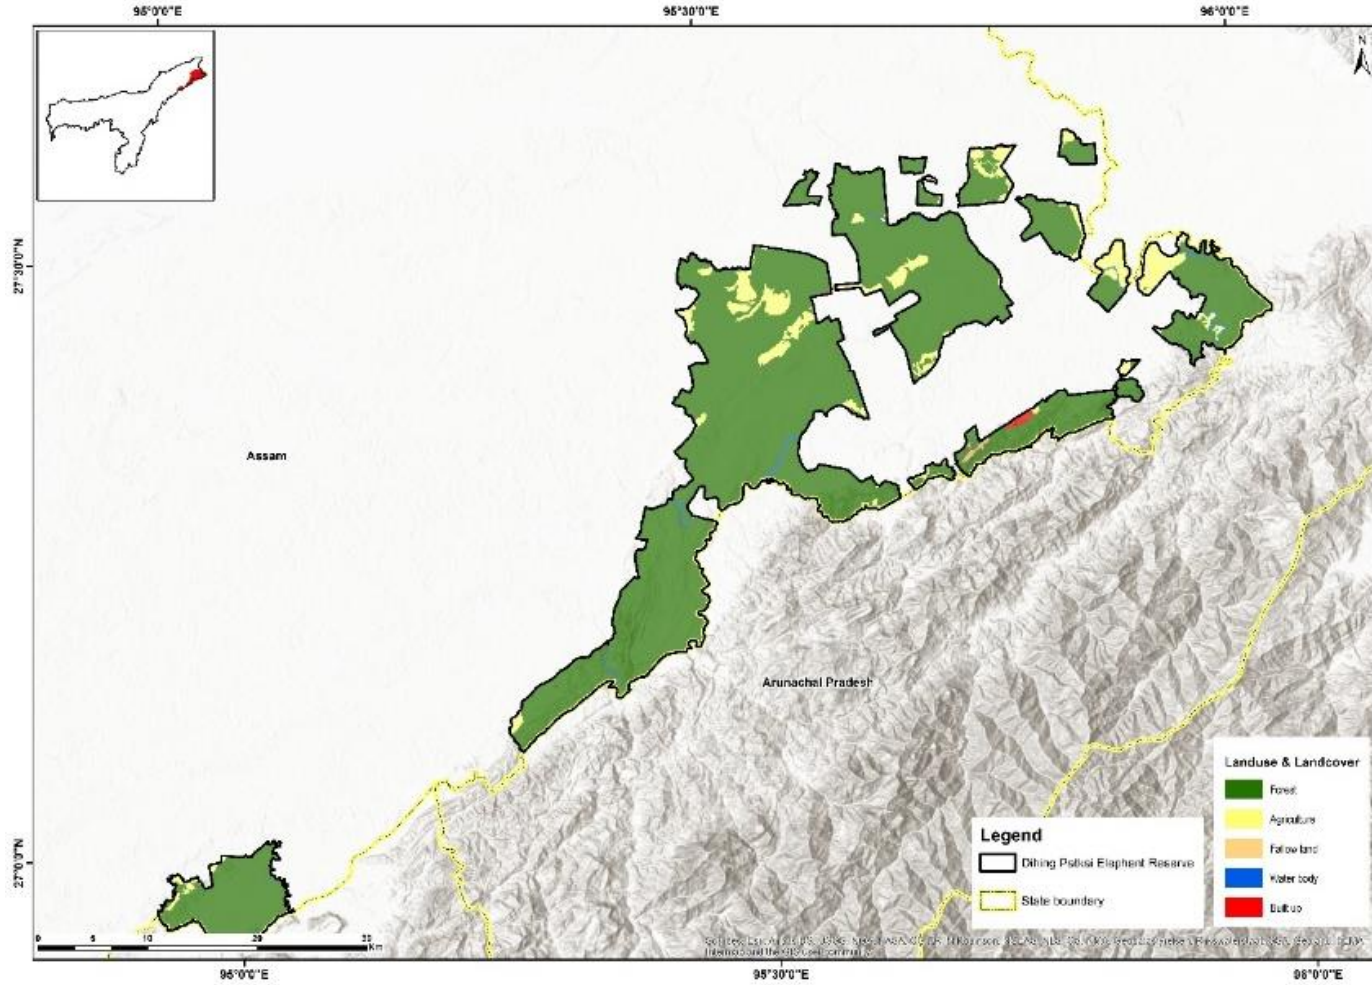 95°0'0"E
95°30'0"E
96°0'0"E
N
27°30'0"N
Assam
Arunachal Pradesh
Landuse & Landcover
Forest
Agriculture
Fallow land
Water body
Built up
Legend
Dihing Patkai Elephant Reserve
State boundary
27°0'0"N
0 5 10 20 30
Km
95°0'0"E
95°30'0"E
96°0'0"E